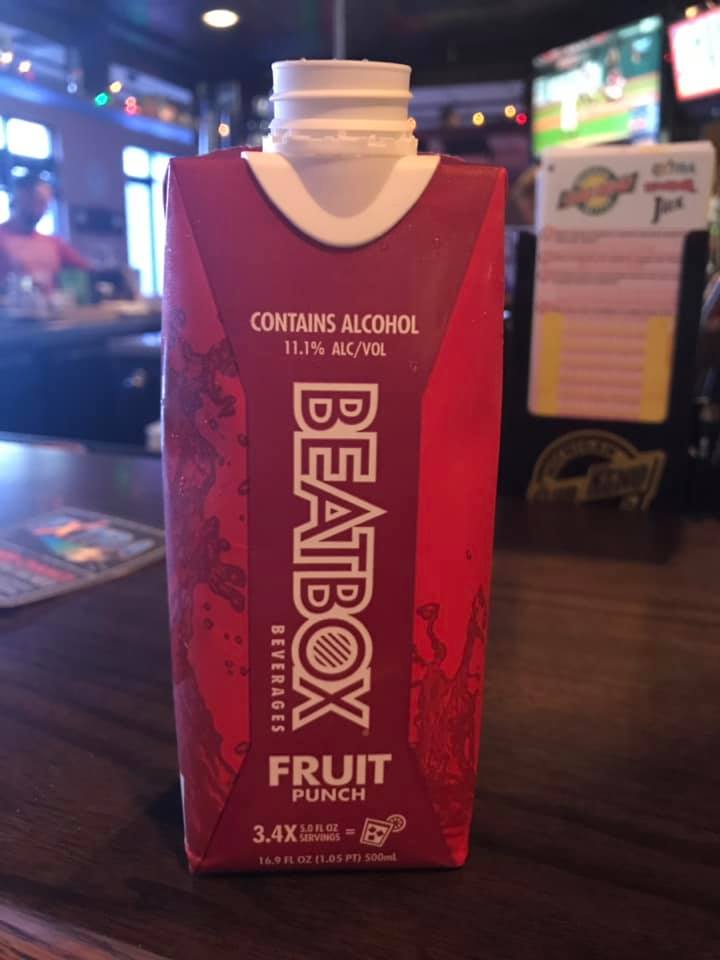 CONTAINS ALCOHOL
11.1% ALC/VOL
BEATBOX
BEVERAGES
FRUIT
PUNCH
3.4X 5.0 FL OZ
SERVINGS =
16.9 FL OZ (1.05 PT) 500mL